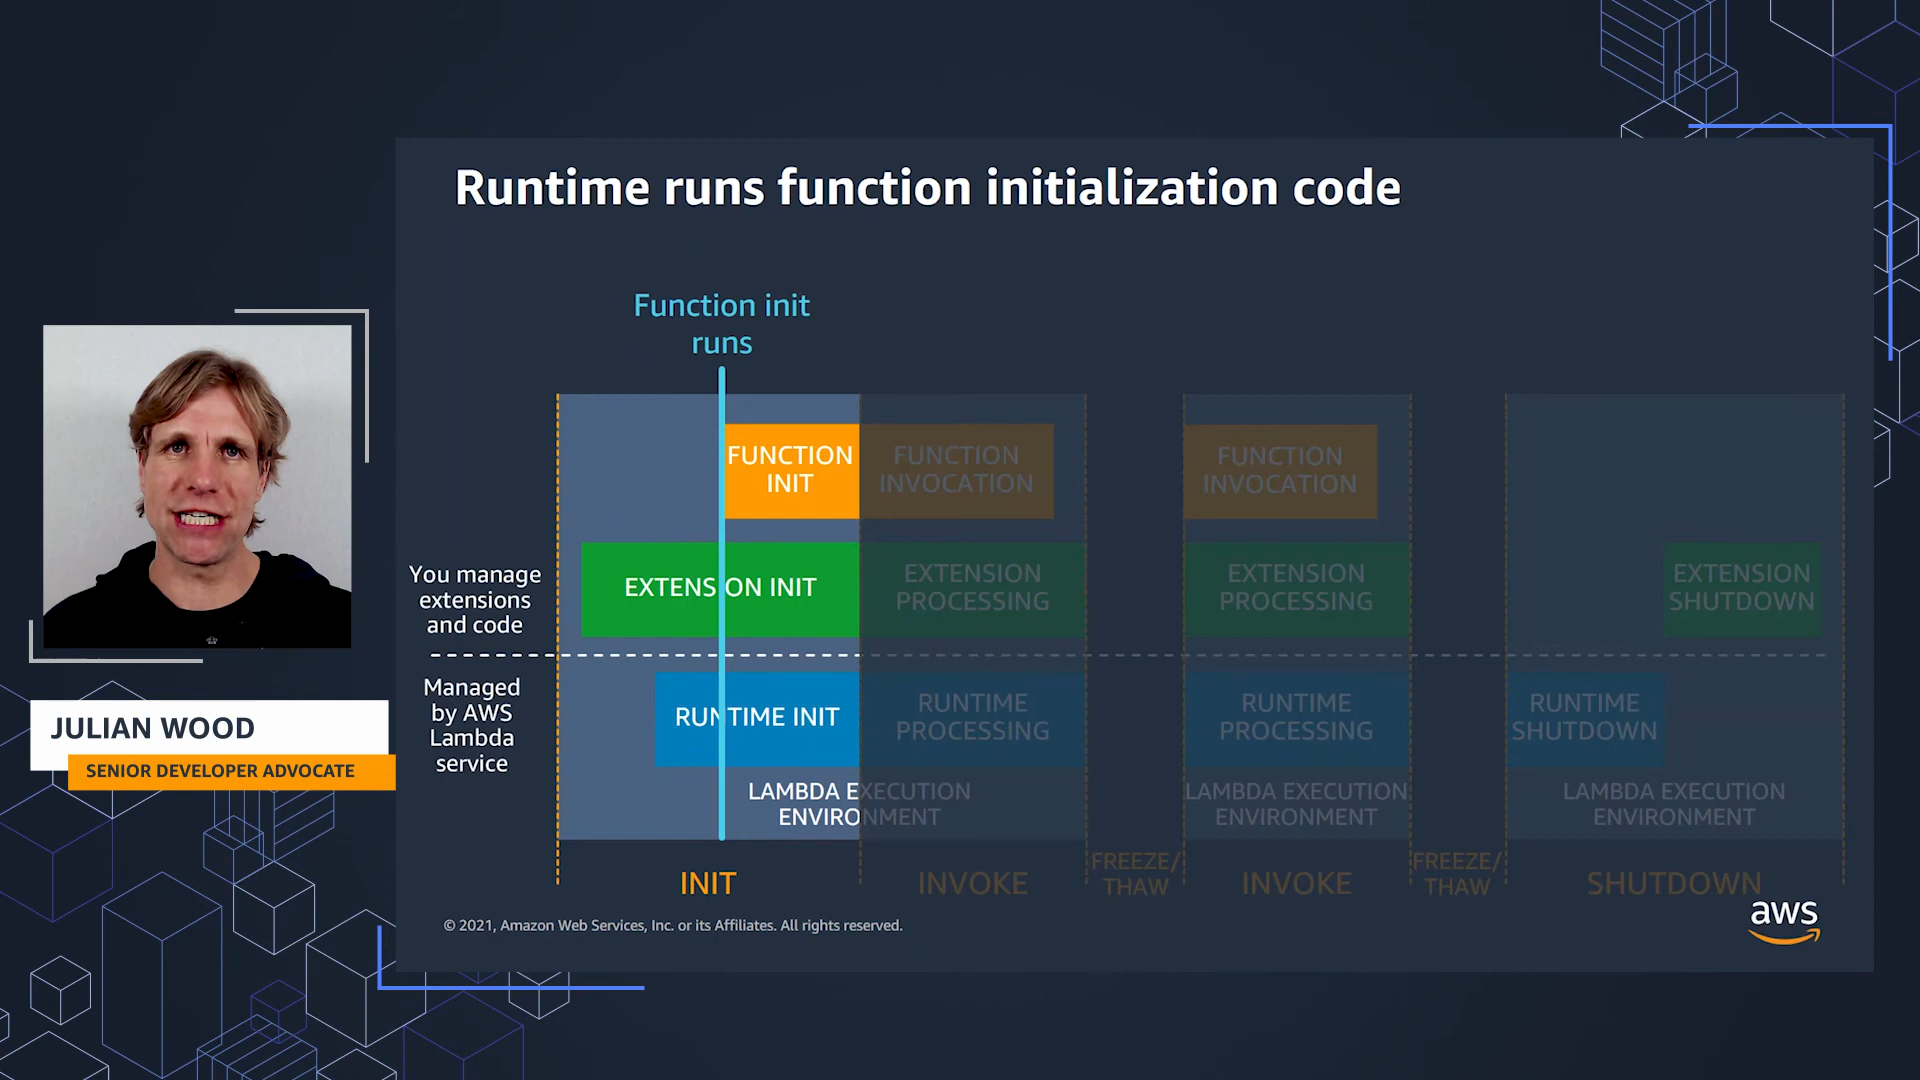 Runtime runs function initialization code
Function init
runs
FUNCTION
INIT
FUNCTION
INVOCATION
FUNCTION
INVOCATION
You manage
extensions
and code
EXTENSION INIT
EXTENSION
PROCESSING
EXTENSION
PROCESSING
EXTENSION
SHUTDOWN
Managed
by AWS
Lambda
service
RUNTIME INIT
RUNTIME
PROCESSING
RUNTIME
PROCESSING
RUNTIME
SHUTDOWN
LAMBDA EXECUTION
ENVIRONMENT
LAMBDA EXECUTION
ENVIRONMENT
LAMBDA EXECUTION
ENVIRONMENT
INIT
INVOKE
FREEZE/
THAW
INVOKE
FREEZE/
THAW
SHUTDOWN
© 2021, Amazon Web Services, Inc. or its Affiliates. All rights reserved.
aws
JULIAN WOOD
SENIOR DEVELOPER ADVOCATE